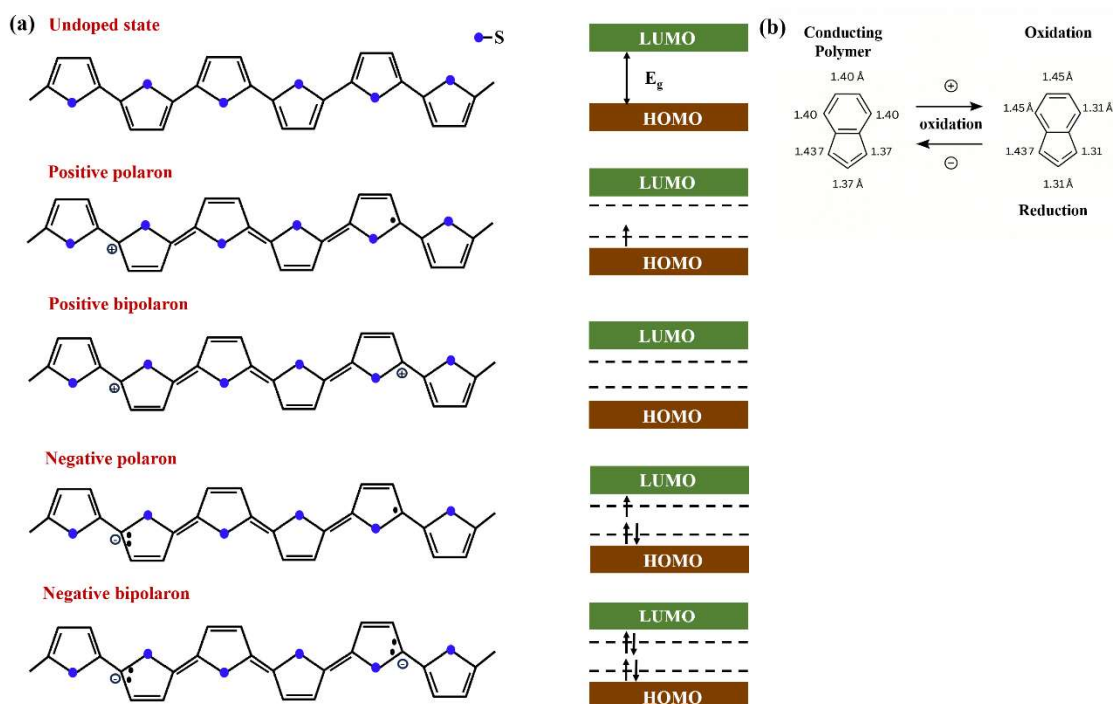 (a)
Undoped state
S
LUMO
Eg
HOMO
Positive polaron
⊕
LUMO
HOMO
Positive bipolaron
⊕
⊕
LUMO
HOMO
Negative polaron
⊖
LUMO
HOMO
Negative bipolaron
⊖
⊖
LUMO
HOMO
(b)
Conducting
Polymer
1.40 Å
1.40
1.40
1.437
1.37
1.37 Å
⊕
oxidation
⊖
Oxidation
1.45 Å
1.45 Å
1.31 Å
1.437
1.31
1.31 Å
Reduction